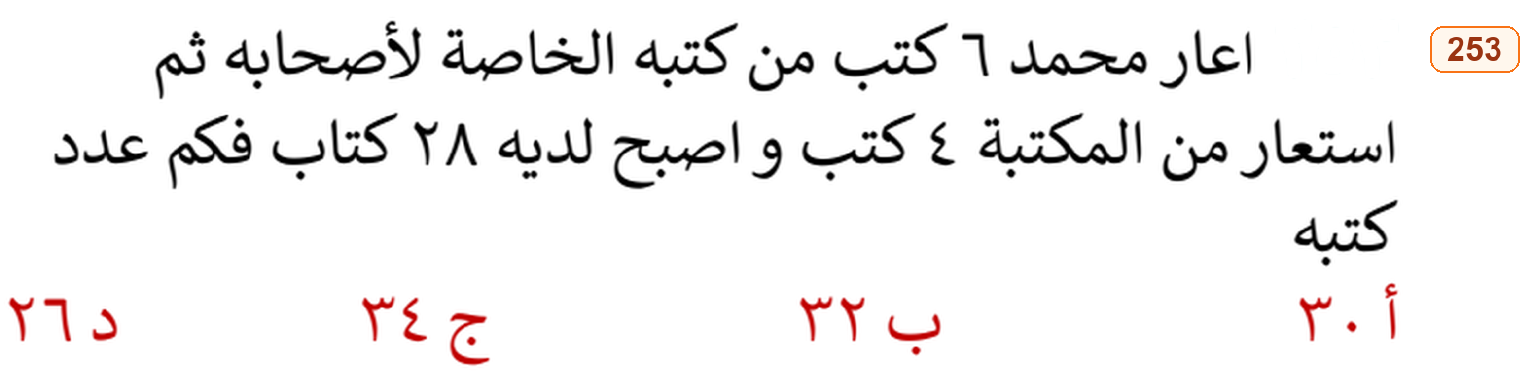 253
اعار محمد ٦ كتب من كتبه الخاصة لأصحابه ثم
استعار من المكتبة ٤ كتب و اصبح لديه ٢٨ كتاب فكم عدد
كتبه
أ ٣٠ ب ٣٢ ج ٣٤ د ٢٦